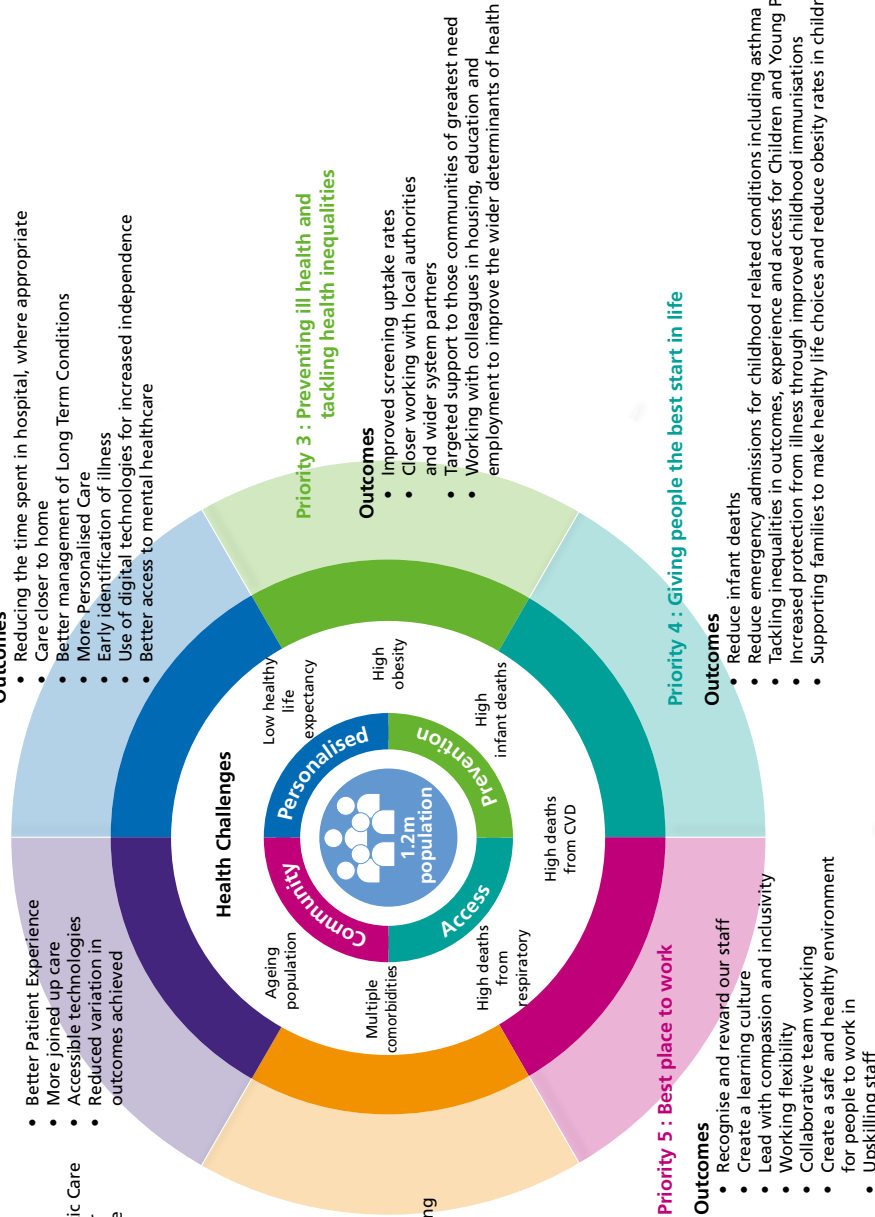 Care
• Better Patient Experience
• More joined up care
• Accessible technologies
• Reduced variation in
outcomes achieved
Outcomes
• Reducing the time spent in hospital, where appropriate
• Care closer to home
• Better management of Long Term Conditions
• More Personalised Care
• Early identification of illness
• Use of digital technologies for increased independence
• Better access to mental healthcare
Health Challenges
Low healthy
life
expectancy
High
obesity
High
infant deaths
High deaths
from CVD
High deaths
from
respiratory
Multiple
comorbidities
Ageing
population
Community
Personalised
Prevention
Access
1.2m
population
Priority 3 : Preventing ill health and
tackling health inequalities
Outcomes
• Improved screening uptake rates
• Closer working with local authorities
and wider system partners
• Targeted support to those communities of greatest need
• Working with colleagues in housing, education and
employment to improve the wider determinants of health
Priority 4 : Giving people the best start in life
Outcomes
• Reduce infant deaths
• Reduce emergency admissions for childhood related conditions including asthma
• Tackling inequalities in outcomes, experience and access for Children and Young
• Increased protection from illness through improved childhood immunisations
• Supporting families to make healthy life choices and reduce obesity rates in
Priority 5 : Best place to work
Outcomes
• Recognise and reward our staff
• Create a learning culture
• Lead with compassion and inclusivity
• Working flexibility
• Collaborative team working
• Create a safe and healthy environment
for people to work in
• Upskilling staff